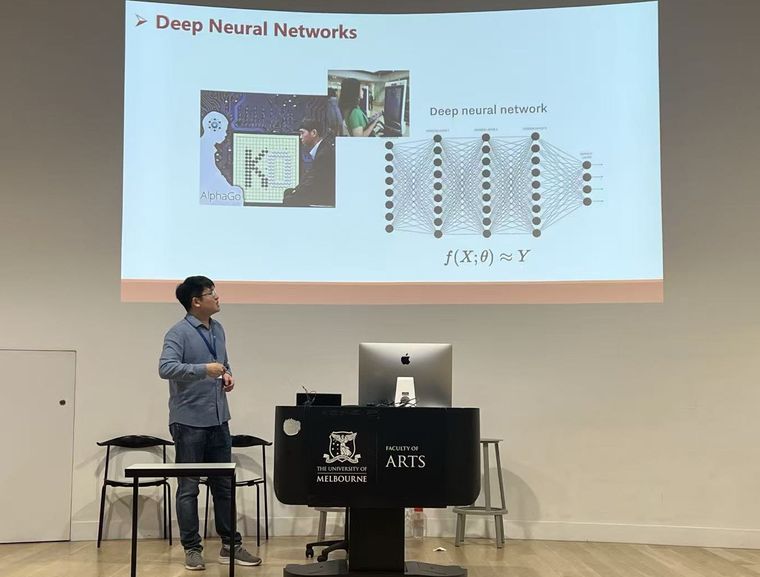 ➢ Deep Neural Networks
Deep neural network
AlphaGo
f(X;θ) ≈ Y
THE UNIVERSITY OF
MELBOURNE
FACULTY OF
ARTS